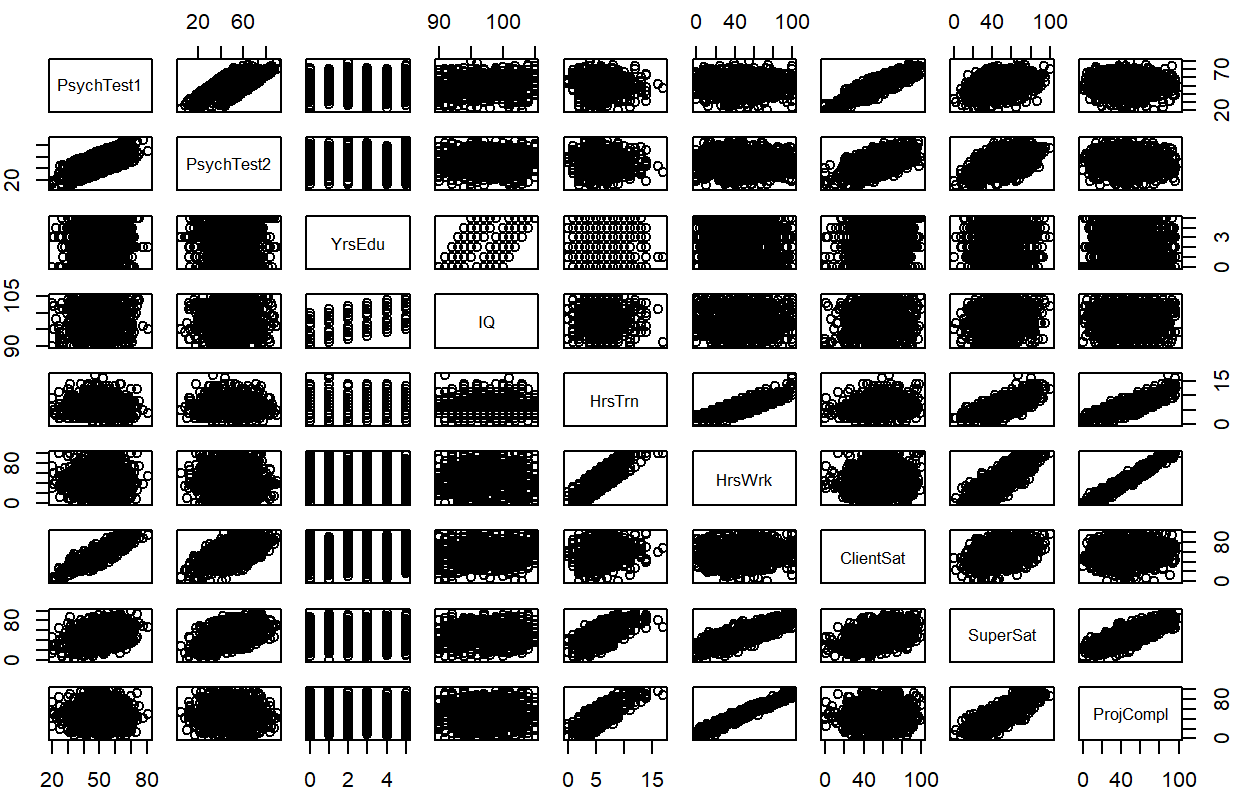 20 60 90 100 0 40 100 0 40 100
PsychTest1 20 50 70
20 PsychTest2
YrsEdu 0 3
90 105 IQ
HrsTrn 0 15
0 80 HrsWrk
ClientSat 0 80
0 80 SuperSat
ProjCompl 0 80
20 50 80 0 2 4 0 5 15 0 40 100 0 40 100